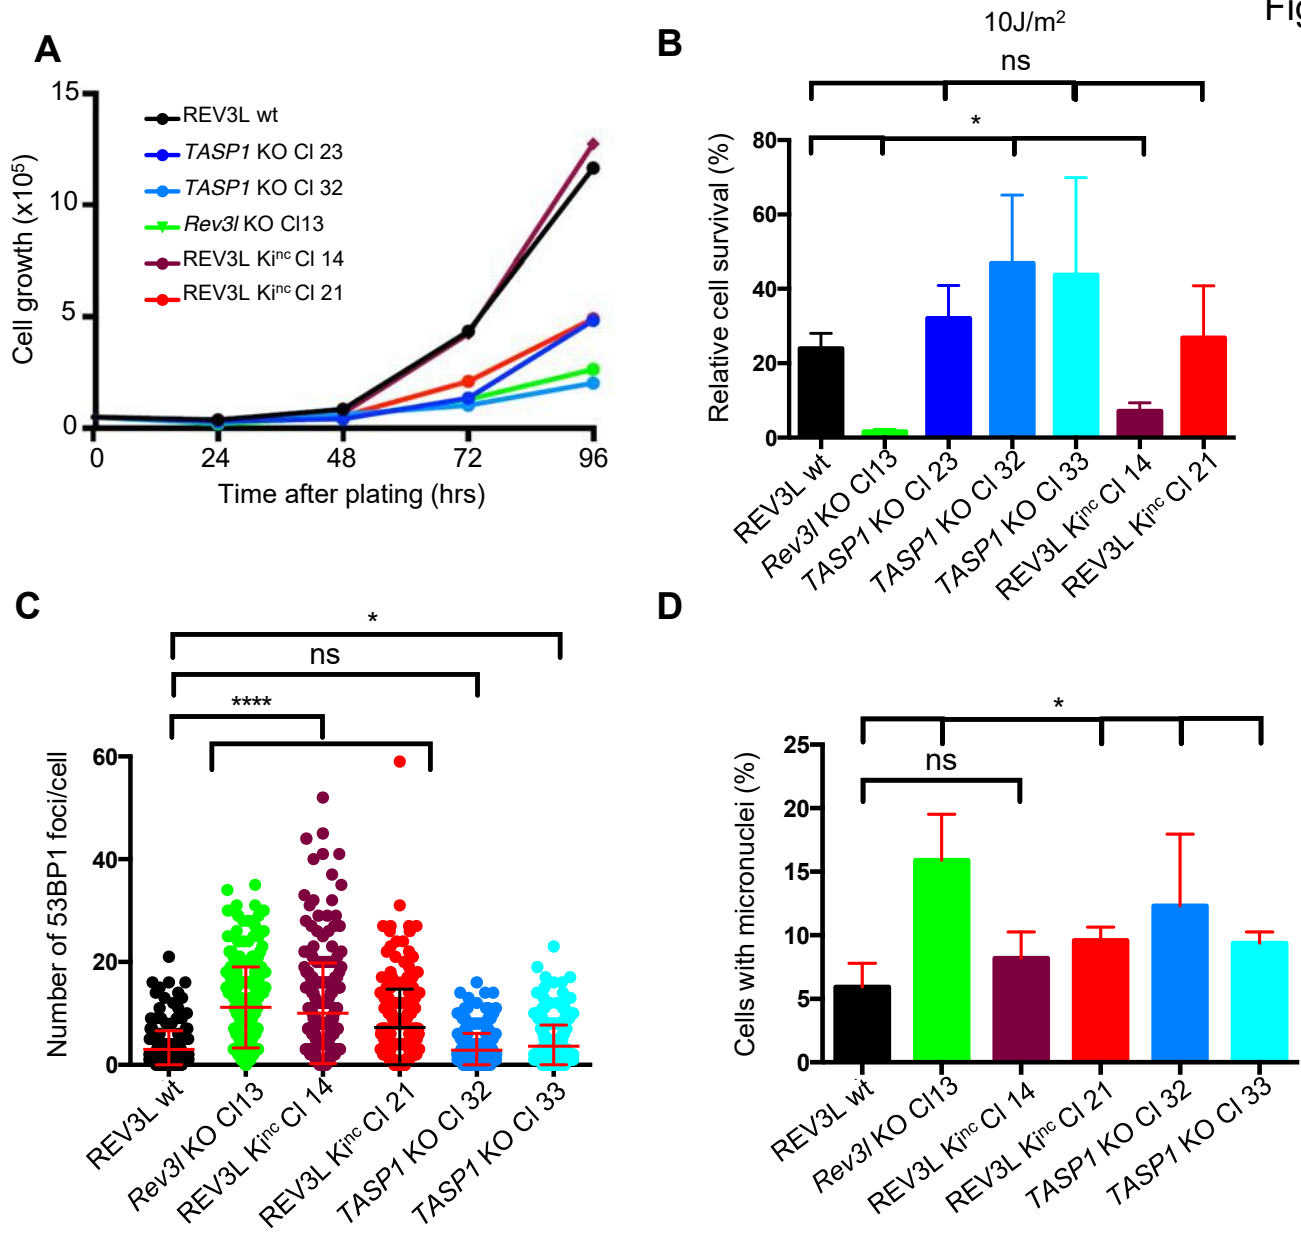 Fig
A
15
10
5
0
Cell growth (x10⁵)
REV3L wt
TASP1 KO Cl 23
TASP1 KO Cl 32
Rev3l KO Cl13
REV3L Kiⁿᶜ Cl 14
REV3L Kiⁿᶜ Cl 21
0 24 48 72 96
Time after plating (hrs)
B
10J/m²
ns
*
80
60
40
20
0
Relative cell survival (%)
REV3L wt
Rev3l KO Cl13
TASP1 KO Cl 23
TASP1 KO Cl 32
TASP1 KO Cl 33
REV3L Kiⁿᶜ Cl 14
REV3L Kiⁿᶜ Cl 21
C
*
ns
****
60
40
20
0
Number of 53BP1 foci/cell
REV3L wt
Rev3l KO Cl13
REV3L Kiⁿᶜ Cl 14
REV3L Kiⁿᶜ Cl 21
TASP1 KO Cl 32
TASP1 KO Cl 33
D
*
ns
25
20
15
10
5
0
Cells with micronuclei (%)
REV3L wt
Rev3l KO Cl13
REV3L Kiⁿᶜ Cl 14
REV3L Kiⁿᶜ Cl 21
TASP1 KO Cl 32
TASP1 KO Cl 33